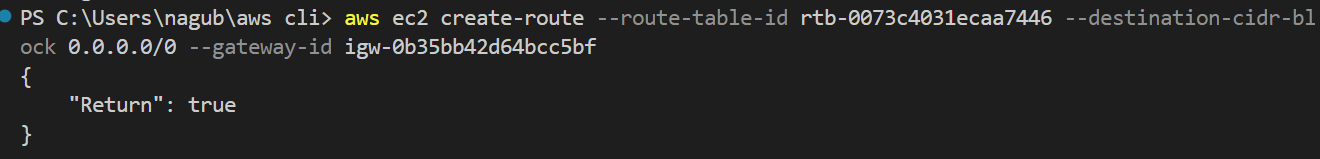 PS C:\Users\nagub\aws cli> aws ec2 create-route --route-table-id rtb-0073c4031ecaa7446 --destination-cidr-bl
ock 0.0.0.0/0 --gateway-id igw-0b35bb42d64bcc5bf
{
    "Return": true
}